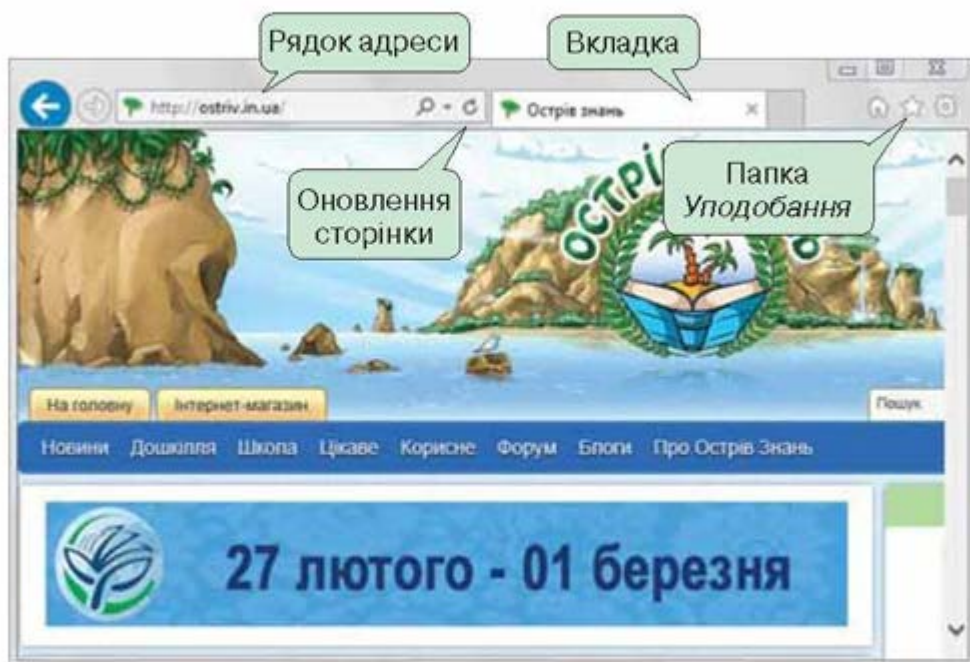 Рядок адреси
Вкладка
http://ostriv.in.ua/
Острів знань
Оновлення
сторінки
Папка
Уподобання
ОСТРІВ
На головну
Інтернет-магазин
Пошук
Новини Дошкілля Школа Цікаве Корисне Форум Блоги Про Острів Знань
27 лютого - 01 березня